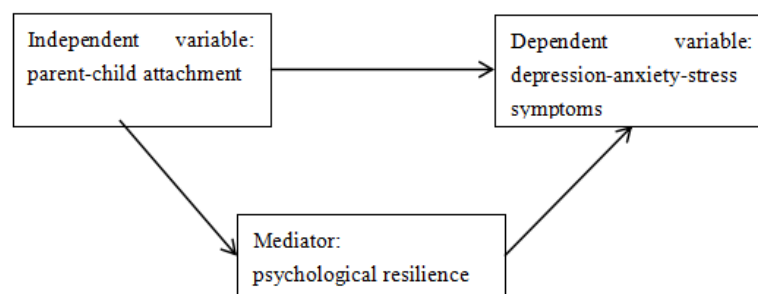 Independent variable:
parent-child attachment
Dependent variable:
depression-anxiety-stress
symptoms
Mediator:
psychological resilience